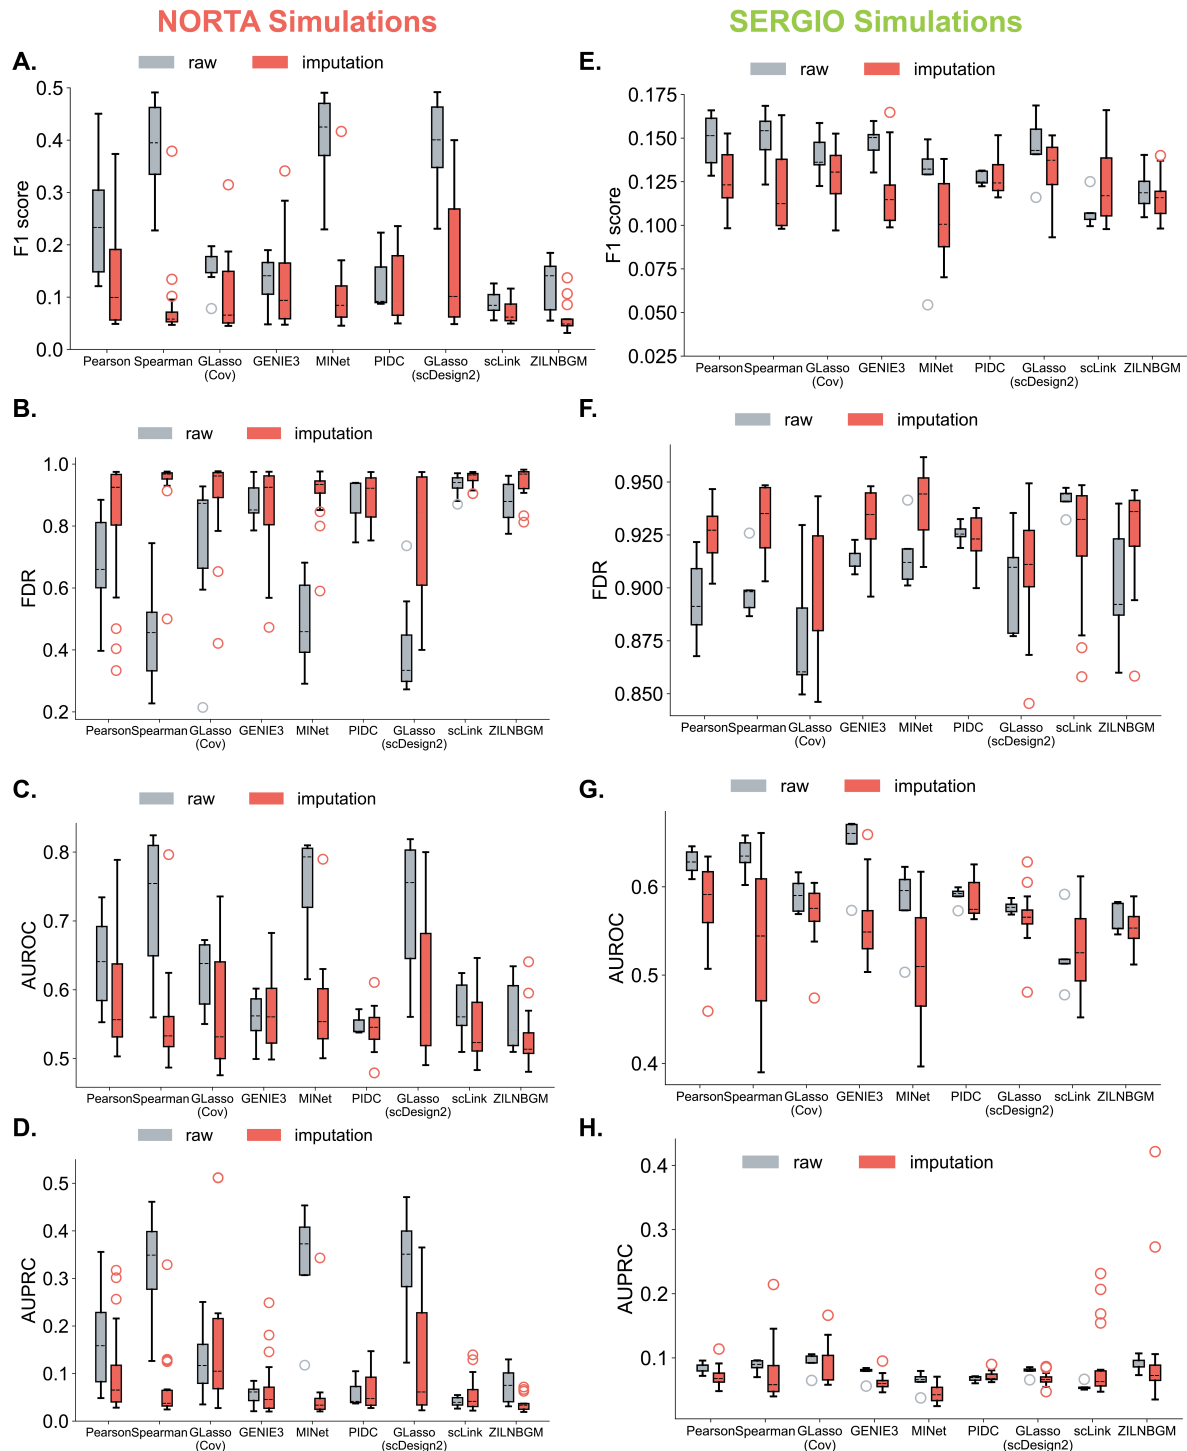 NORTA Simulations
SERGIO Simulations
A.
raw
imputation
F1 score
0.5
0.4
0.3
0.2
0.1
0.0
Pearson Spearman GLasso (Cov) GENIE3 MINet PIDC GLasso (scDesign2) scLink ZILNBGM
E.
raw
imputation
F1 score
0.175
0.150
0.125
0.100
0.075
0.050
0.025
Pearson Spearman GLasso (Cov) GENIE3 MINet PIDC GLasso (scDesign2) scLink ZILNBGM
B.
raw
imputation
FDR
1.0
0.8
0.6
0.4
0.2
Pearson Spearman GLasso (Cov) GENIE3 MINet PIDC GLasso (scDesign2) scLink ZILNBGM
F.
raw
imputation
FDR
0.950
0.925
0.900
0.875
0.850
Pearson Spearman GLasso (Cov) GENIE3 MINet PIDC GLasso (scDesign2) scLink ZILNBGM
C.
raw
imputation
AUROC
0.8
0.7
0.6
0.5
Pearson Spearman GLasso (Cov) GENIE3 MINet PIDC GLasso (scDesign2) scLink ZILNBGM
G.
raw
imputation
AUROC
0.6
0.5
0.4
Pearson Spearman GLasso (Cov) GENIE3 MINet PIDC GLasso (scDesign2) scLink ZILNBGM
D.
raw
imputation
AUPRC
0.5
0.4
0.3
0.2
0.1
0.0
Pearson Spearman GLasso (Cov) GENIE3 MINet PIDC GLasso (scDesign2) scLink ZILNBGM
H.
raw
imputation
AUPRC
0.4
0.3
0.2
0.1
Pearson Spearman GLasso (Cov) GENIE3 MINet PIDC GLasso (scDesign2) scLink ZILNBGM